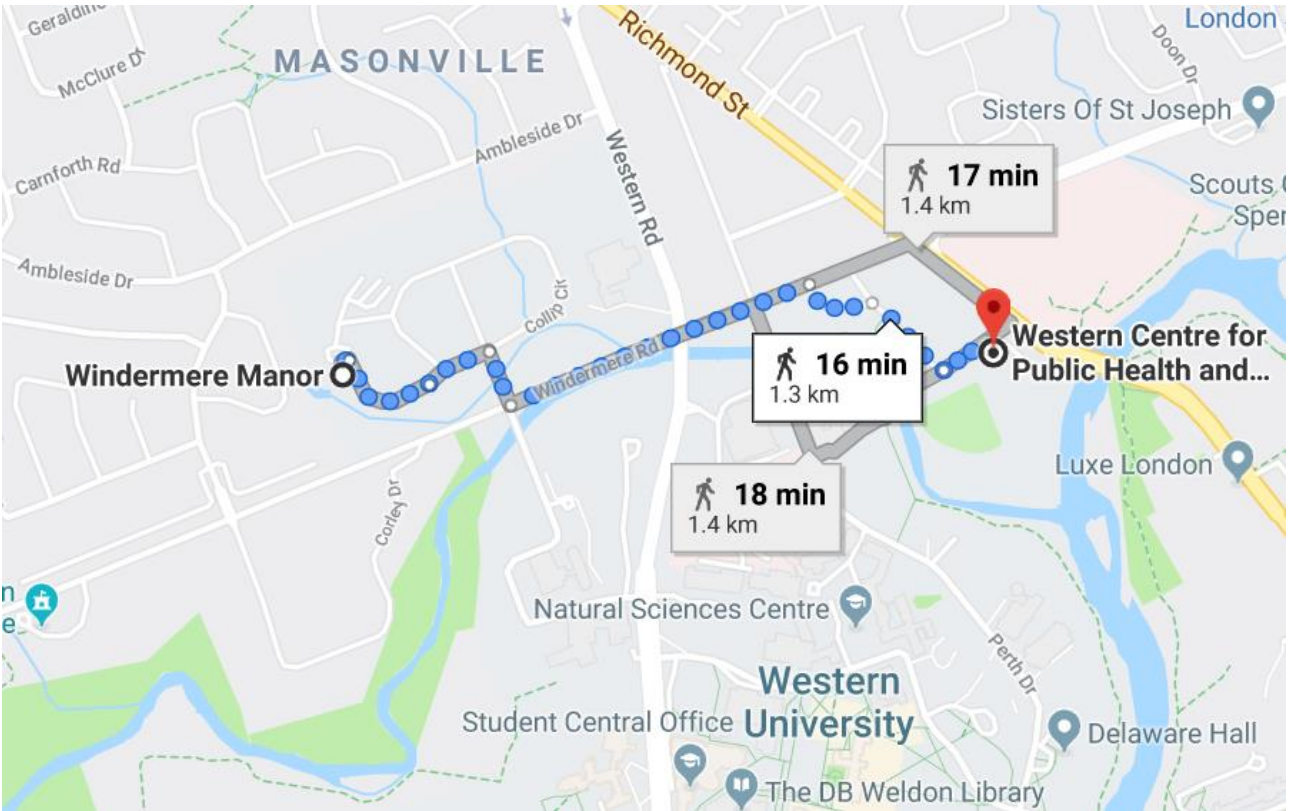 Geraldine
London
McClure Dr
MASONVILLE
Richmond St
Doon Dr
Sisters Of St Joseph
Ambleside Dr
Western Rd
Carnforth Rd
17 min
1.4 km
Scouts
Spen
Ambleside Dr
Collip Cir
Windermere Rd
Windermere Manor
16 min
1.3 km
Western Centre for
Public Health and...
Luxe London
18 min
1.4 km
Corley Dr
n
e
Natural Sciences Centre
Perth Dr
Western
University
Student Central Office
Delaware Hall
The DB Weldon Library